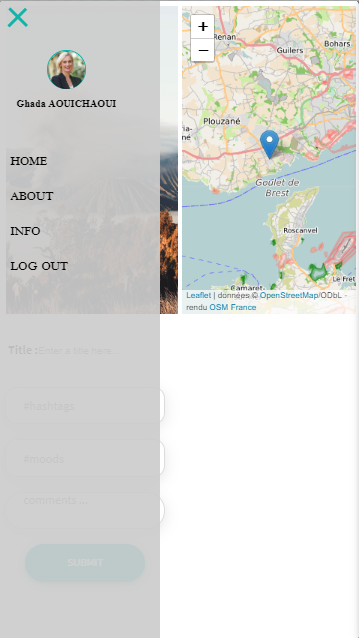 Ghada AOUICHAOUI
HOME
ABOUT
INFO
LOG OUT
+
−
Renan
Guilers
Bohars
Plouzané
Goulet de
Brest
Roscanvel
Camaret
Le Fret
Leaflet | données © OpenStreetMap/ODbL -
rendu OSM France
Title :Enter a title here...
#hashtags
#moods
comments ...
SUBMIT